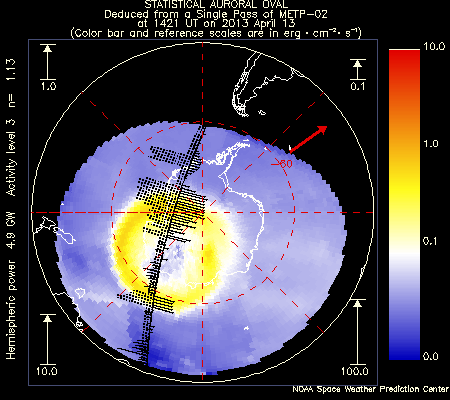 STATISTICAL AURORAL OVAL
Deduced from a Single Pass of METP-02
at 1421 UT on 2013 April 13
(Color bar and reference scales are in erg · cm⁻² · s⁻¹)
1.0
0.1
10.0
1.0
0.1
0.0
-60
10.0
100.0
Hemispheric power 4.9 GW Activity level 3 n= 1.13
NOAA Space Weather Prediction Center